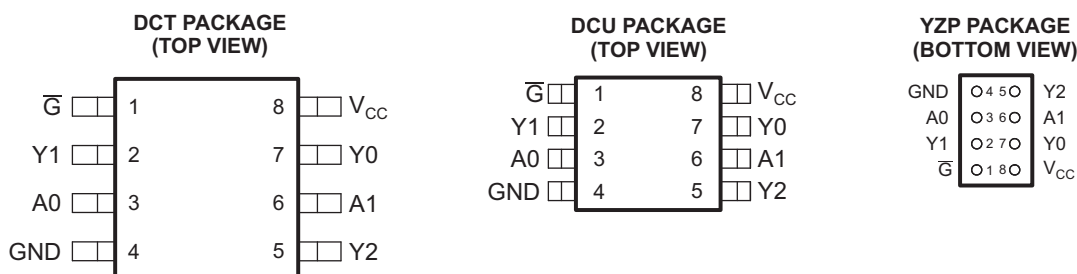 DCT PACKAGE
(TOP VIEW)
G̅ 1 8 VCC
Y1 2 7 Y0
A0 3 6 A1
GND 4 5 Y2
DCU PACKAGE
(TOP VIEW)
G̅ 1 8 VCC
Y1 2 7 Y0
A0 3 6 A1
GND 4 5 Y2
YZP PACKAGE
(BOTTOM VIEW)
GND 4 5 Y2
A0 3 6 A1
Y1 2 7 Y0
G̅ 1 8 VCC